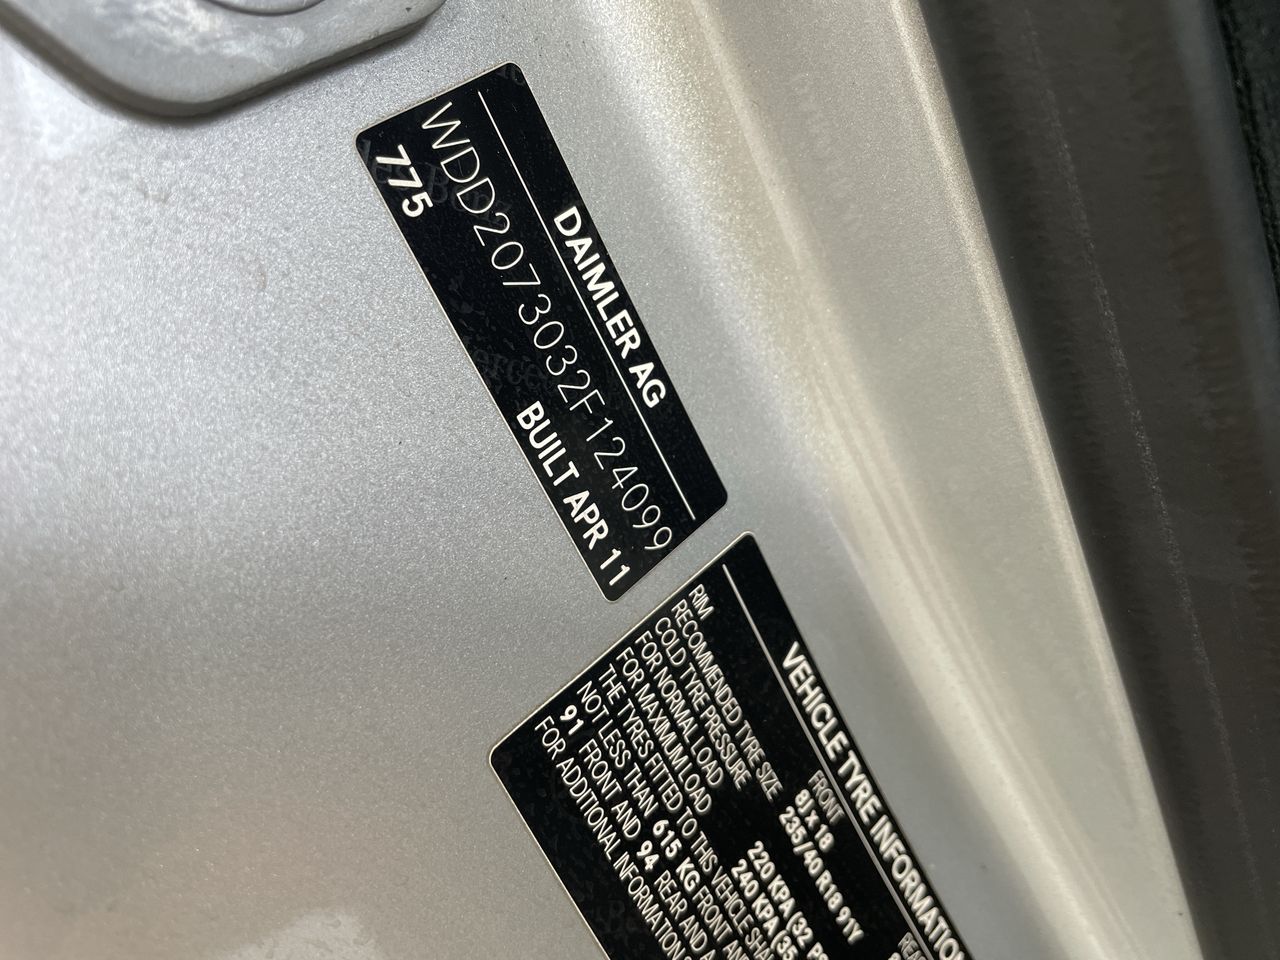 DAIMLER AG
WDD2073032F124099
775 BUILT APR 11
VEHICLE TYRE INFORMATION
FRONT
RIM 8J X 18
RECOMMENDED TYRE SIZE 235/40 R18 91Y
COLD TYRE PRESSURE
FOR NORMAL LOAD 220 KPA (32
FOR MAXIMUM LOAD 240 KPA (35
THE TYRES FITTED TO THIS VEHICLE
NOT LESS THAN 615 KG FRONT AND
91 FRONT AND 94 REAR AND
FOR ADDITIONAL INFORMATION